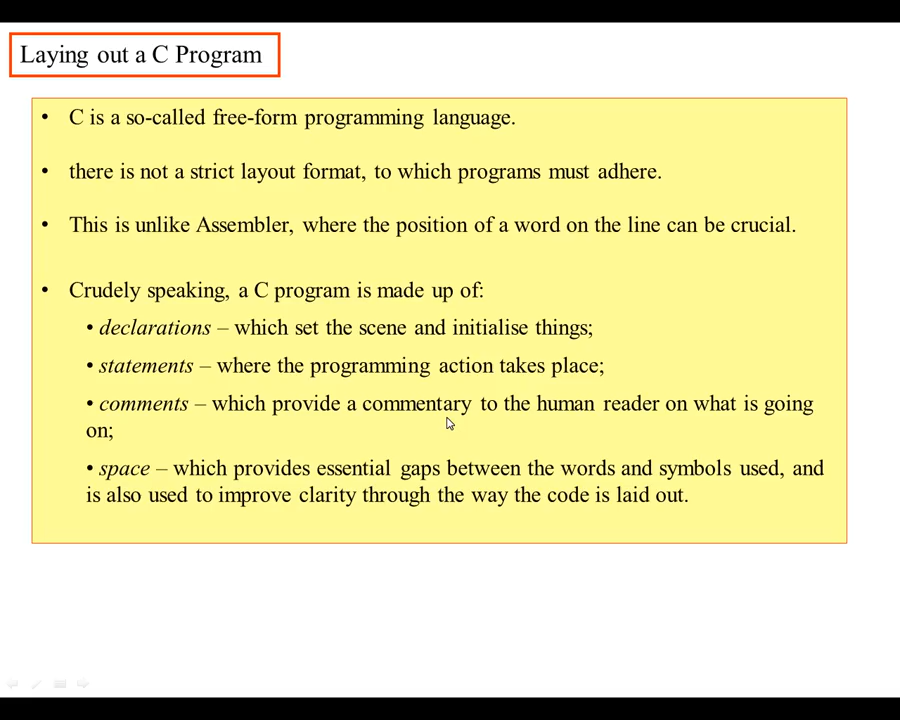 Laying out a C Program
• C is a so-called free-form programming language.
• there is not a strict layout format, to which programs must adhere.
• This is unlike Assembler, where the position of a word on the line can be crucial.
• Crudely speaking, a C program is made up of:
• declarations – which set the scene and initialise things;
• statements – where the programming action takes place;
• comments – which provide a commentary to the human reader on what is going
on;
• space – which provides essential gaps between the words and symbols used, and
is also used to improve clarity through the way the code is laid out.